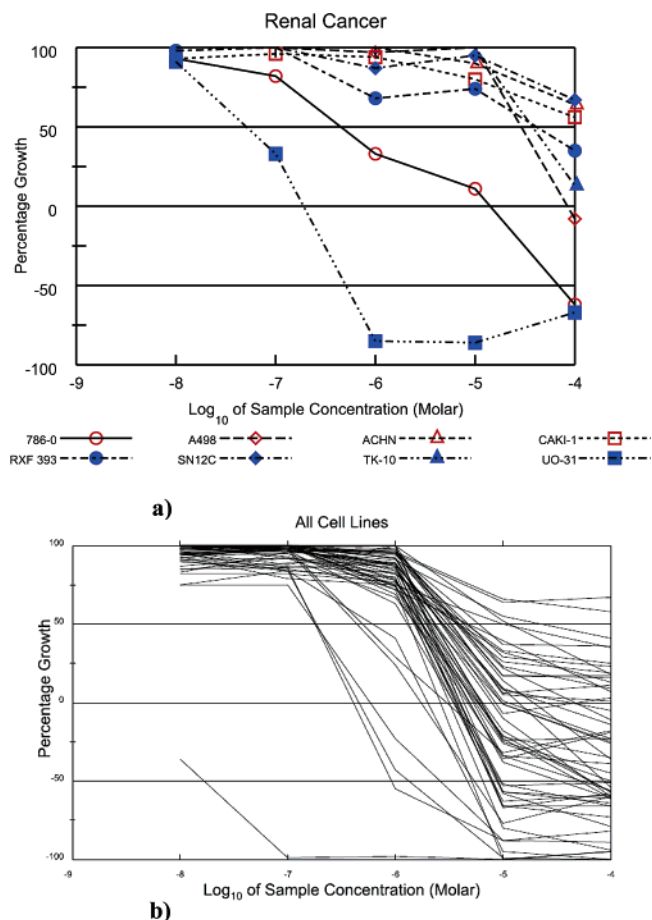 Renal Cancer
100
50
0
-50
-100
Percentage Growth
-9 -8 -7 -6 -5 -4
Log10 of Sample Concentration (Molar)
786-0 A498 ACHN CAKI-1
RXF 393 SN12C TK-10 UO-31
a)
All Cell Lines
100
50
0
-50
-100
Percentage Growth
-9 -8 -7 -6 -5 -4
Log10 of Sample Concentration (Molar)
b)